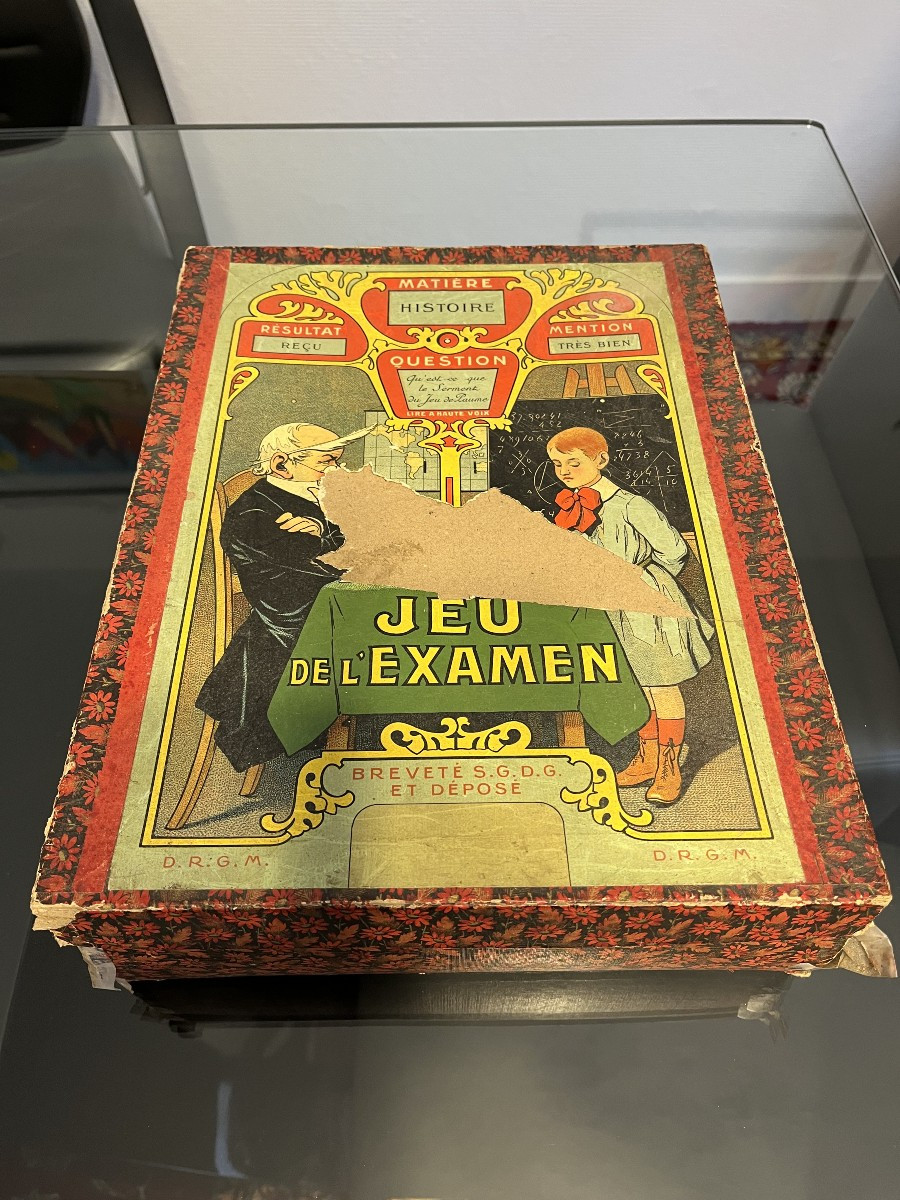 MATIÈRE
HISTOIRE
RÉSULTAT
REÇU
MENTION
TRÈS BIEN
QUESTION
Qu'est-ce que
le Serment
du Jeu de Paume
LIRE A HAUTE VOIX
JEU
DE L'EXAMEN
BREVETÉ S.G.D.G.
ET DÉPOSÉ
D.R.G.M.
D.R.G.M.